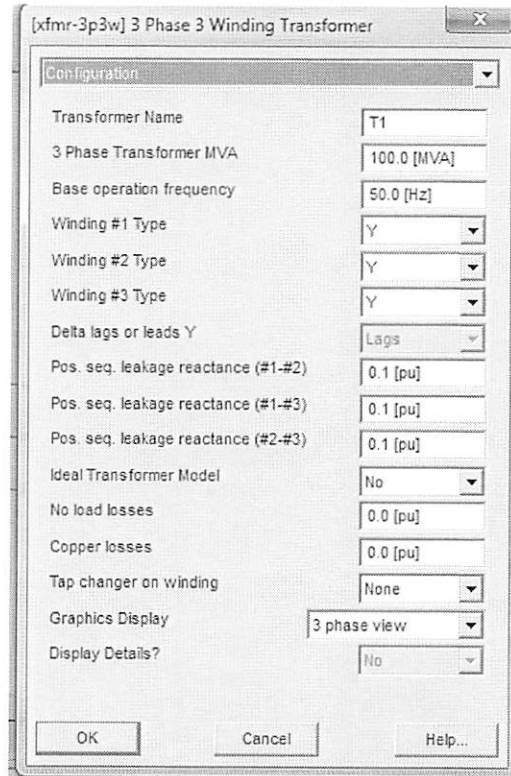 [xfmr-3p3w] 3 Phase 3 Winding Transformer
Configuration
Transformer Name T1
3 Phase Transformer MVA 100.0 [MVA]
Base operation frequency 50.0 [Hz]
Winding #1 Type Y
Winding #2 Type Y
Winding #3 Type Y
Delta lags or leads Y Lags
Pos. seq. leakage reactance (#1-#2) 0.1 [pu]
Pos. seq. leakage reactance (#1-#3) 0.1 [pu]
Pos. seq. leakage reactance (#2-#3) 0.1 [pu]
Ideal Transformer Model No
No load losses 0.0 [pu]
Copper losses 0.0 [pu]
Tap changer on winding None
Graphics Display 3 phase view
Display Details? No
OK Cancel Help...